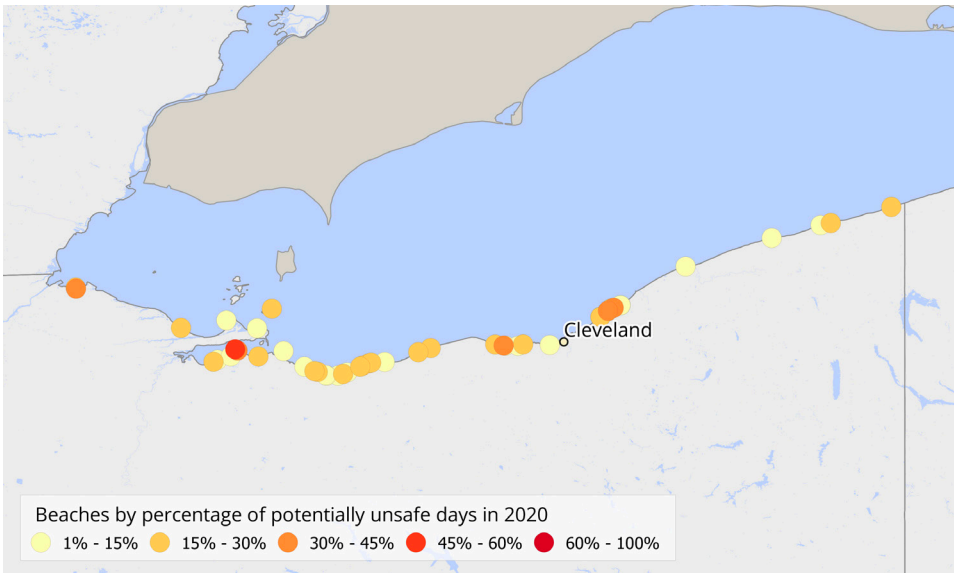 Cleveland
Beaches by percentage of potentially unsafe days in 2020
1% - 15% 15% - 30% 30% - 45% 45% - 60% 60% - 100%